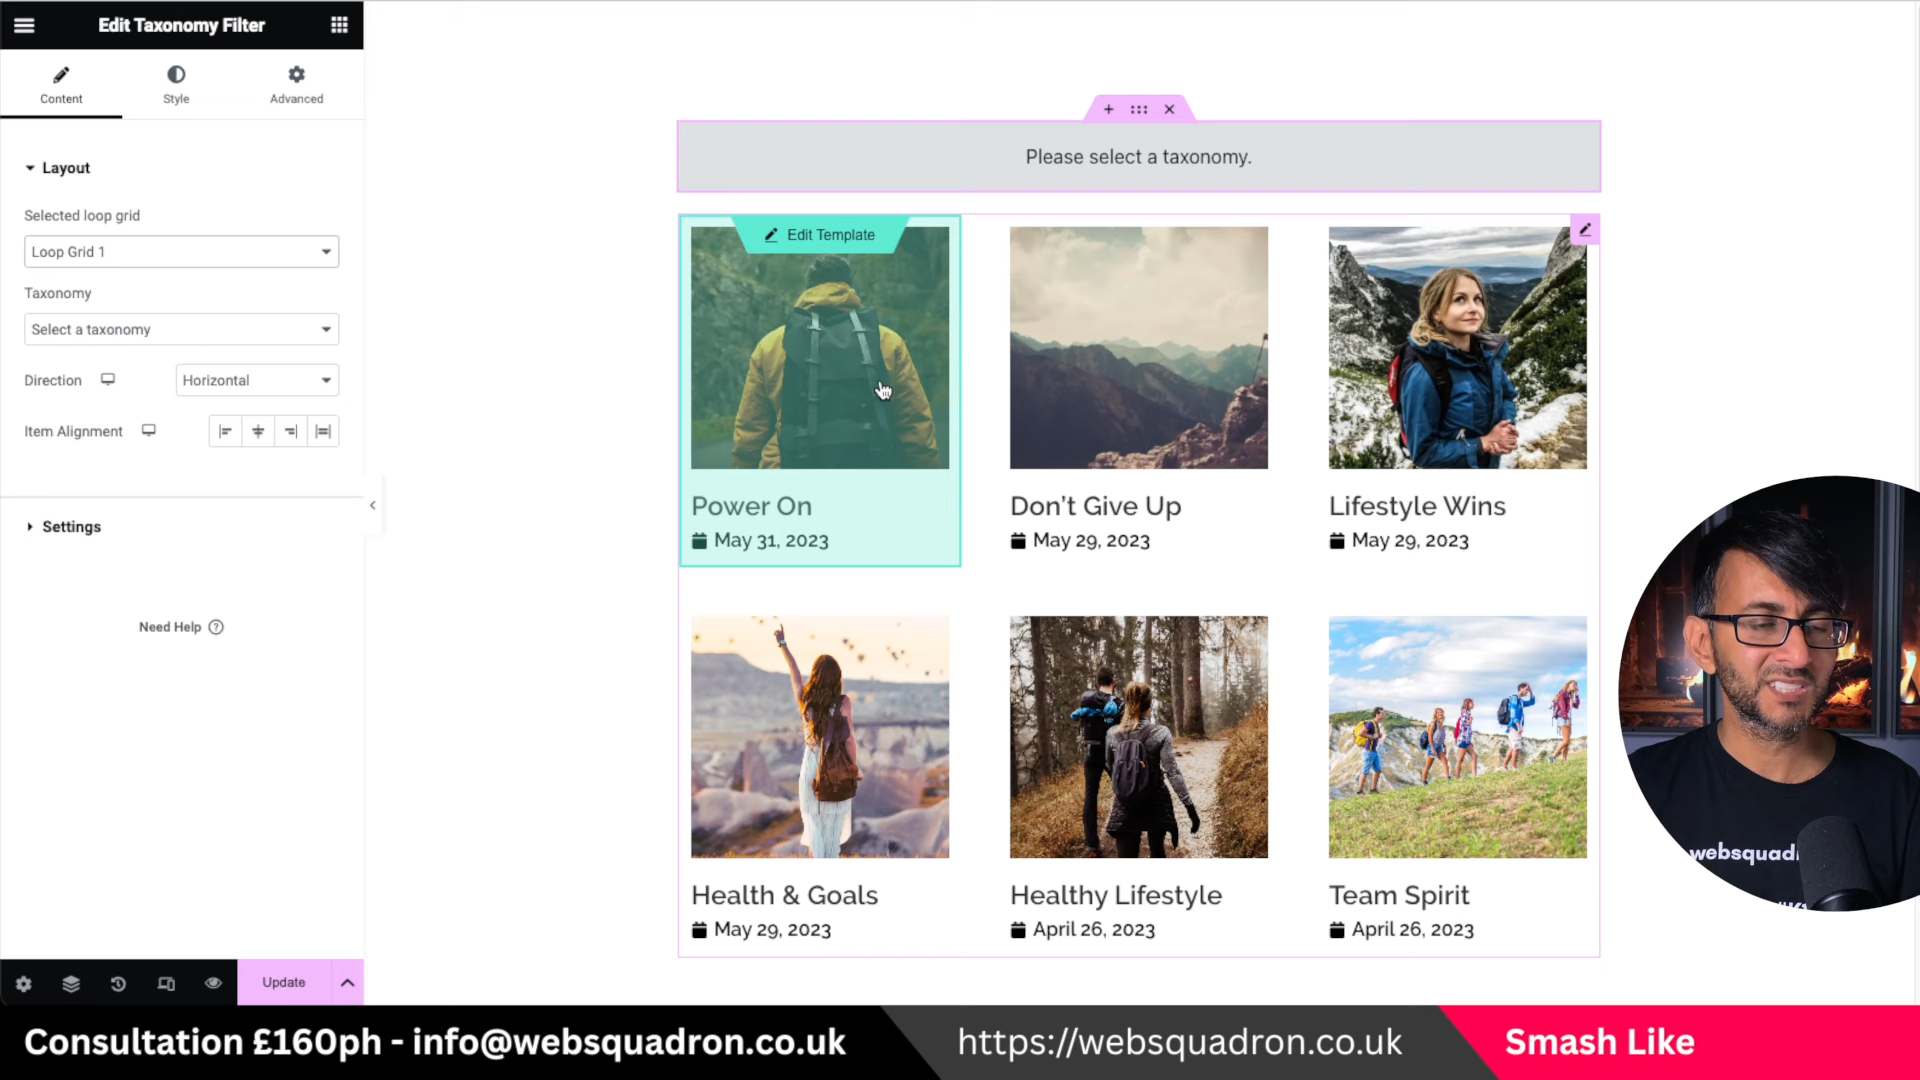 Edit Taxonomy Filter
Content
Style
Advanced
Layout
Selected loop grid
Loop Grid 1
Taxonomy
Select a taxonomy
Direction
Horizontal
Item Alignment
Settings
Need Help ?
Update
Please select a taxonomy.
Edit Template
Power On
May 31, 2023
Don't Give Up
May 29, 2023
Lifestyle Wins
May 29, 2023
Health & Goals
May 29, 2023
Healthy Lifestyle
April 26, 2023
Team Spirit
April 26, 2023
websquad
Consultation £160ph - info@websquadron.co.uk
https://websquadron.co.uk
Smash Like